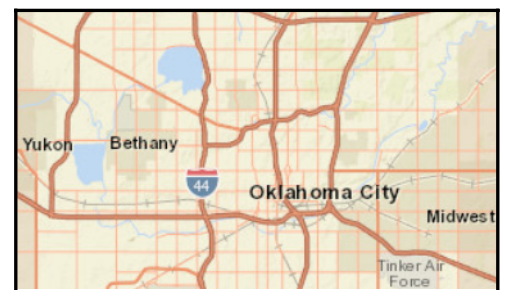 Yukon
Bethany
44
Oklahoma City
Midwest
Tinker Air
Force